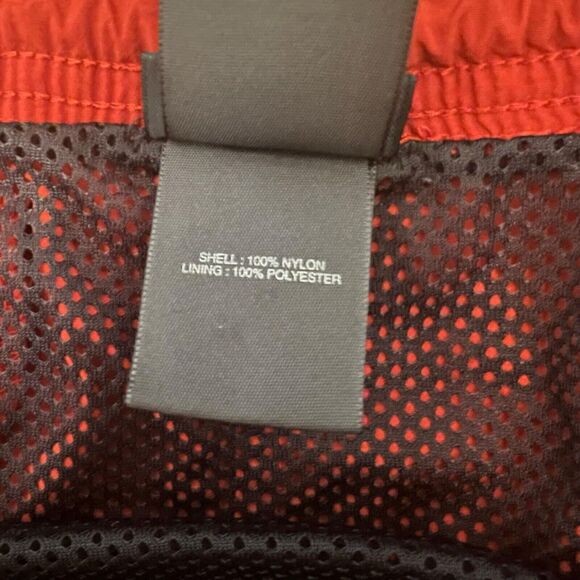 SHELL : 100% NYLON
LINING : 100% POLYESTER